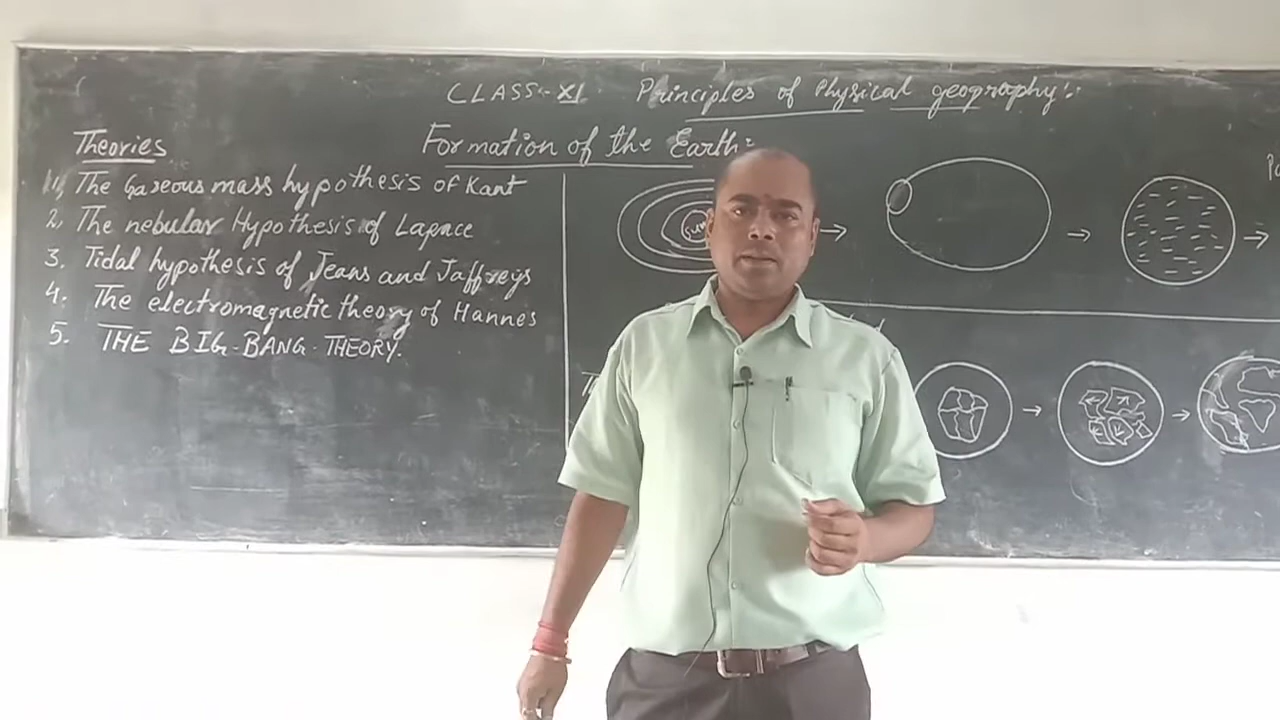 CLASS-XI Principles of Physical geography:
Formation of the Earth:
Theories
1, The Gaseous mass hypothesis of Kant
2, The nebular Hypothesis of Lapace
3. Tidal hypothesis of Jeans and Jaffreys
4. The electromagnetic theory of Hannes
5. THE BIG-BANG-THEORY.